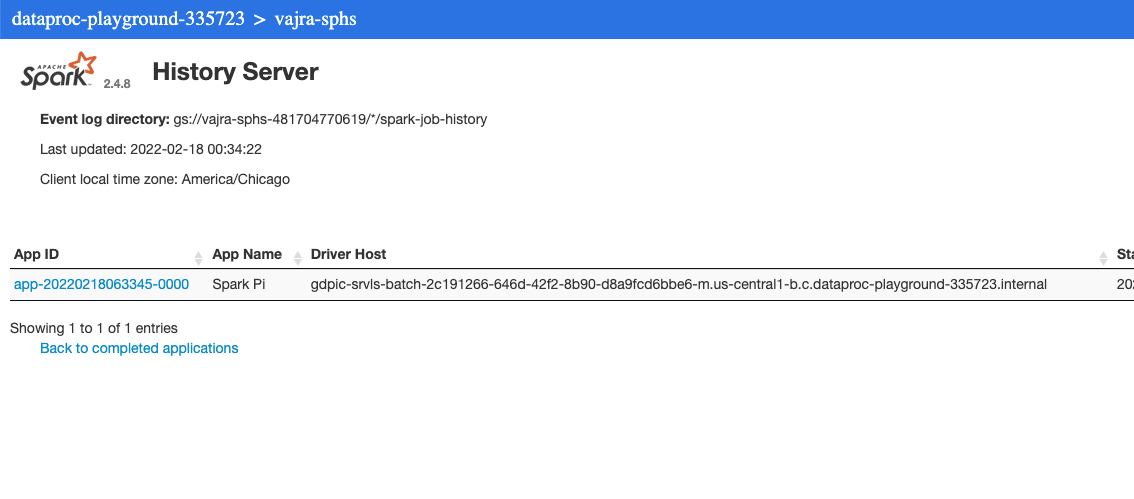 dataproc-playground-335723 > vajra-sphs
APACHE
Spark 2.4.8 History Server
Event log directory: gs://vajra-sphs-481704770619/*/spark-job-history
Last updated: 2022-02-18 00:34:22
Client local time zone: America/Chicago
App ID App Name Driver Host Sta
app-20220218063345-0000 Spark Pi gdpic-srvls-batch-2c191266-646d-42f2-8b90-d8a9fcd6bbe6-m.us-central1-b.c.dataproc-playground-335723.internal 202
Showing 1 to 1 of 1 entries
Back to completed applications